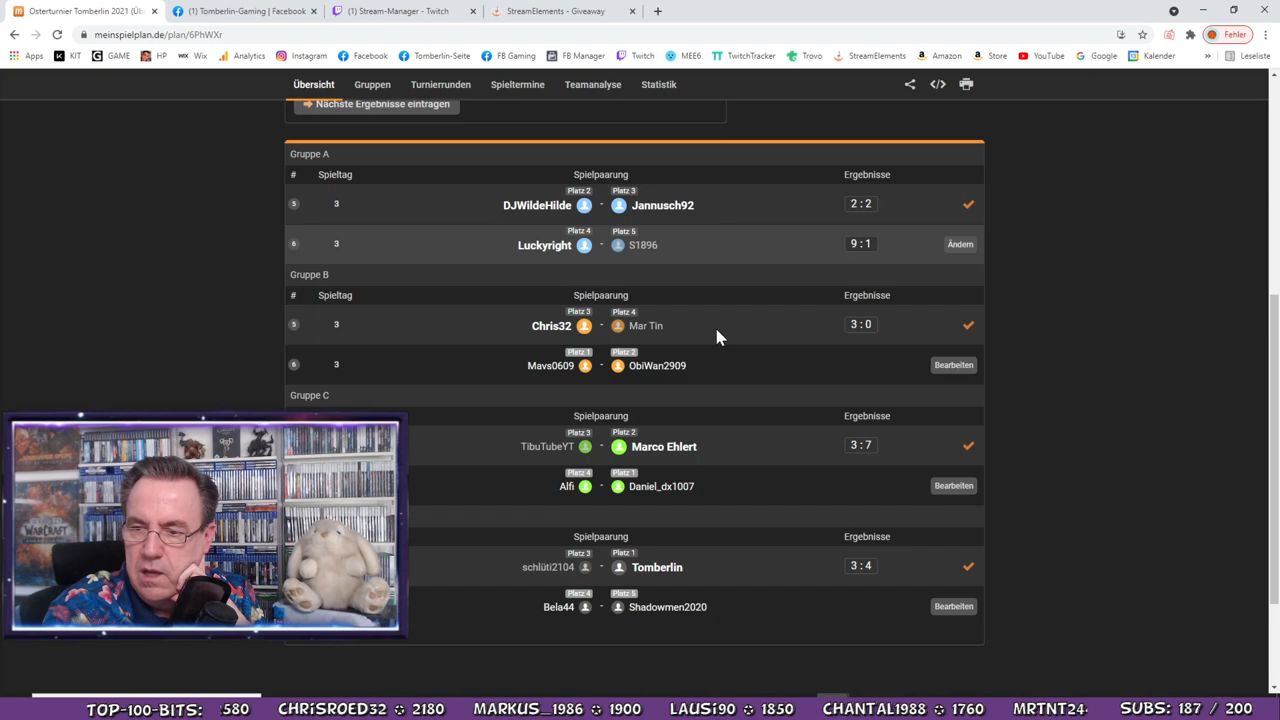 Osterturnier Tomberlin 2021 (Üb
(1) Tomberlin-Gaming | Facebook
(1) Stream-Manager - Twitch
StreamElements - Giveaway
meinspielplan.de/plan/6PhWXr
Fehler
Apps KIT GAME HP Wix Analytics Instagram Facebook Tomberlin-Seite FB Gaming FB Manager Twitch MEE6 TwitchTracker Trovo StreamElements Amazon Store YouTube Google Kalender » Leseliste
Übersicht Gruppen Turnierrunden Spieltermine Teamanalyse Statistik
Nächste Ergebnisse eintragen
Gruppe A
# Spieltag Spielpaarung Ergebnisse
Platz 2 Platz 3
5 3 DJWildeHilde - Jannusch92 2 : 2
Platz 4 Platz 5
6 3 Luckyright - S1896 9 : 1 Ändern
Gruppe B
# Spieltag Spielpaarung Ergebnisse
Platz 3 Platz 4
5 3 Chris32 - Mar Tin 3 : 0
Platz 1 Platz 2
6 3 Mavs0609 - ObiWan2909 Bearbeiten
Gruppe C
Spielpaarung Ergebnisse
Platz 3 Platz 2
TibuTubeYT - Marco Ehlert 3 : 7
Platz 4 Platz 1
Alfi - Daniel_dx1007 Bearbeiten
Spielpaarung Ergebnisse
Platz 3 Platz 1
schlüti2104 - Tomberlin 3 : 4
Platz 4 Platz 5
Bela44 - Shadowmen2020 Bearbeiten
WARCRAFT
TOP-100-BITS: 580 CHRISROED32 2180 MARKUS_1986 1900 LAUSI90 1850 CHANTAL1988 1760 MRTNT24 SUBS: 187 / 200